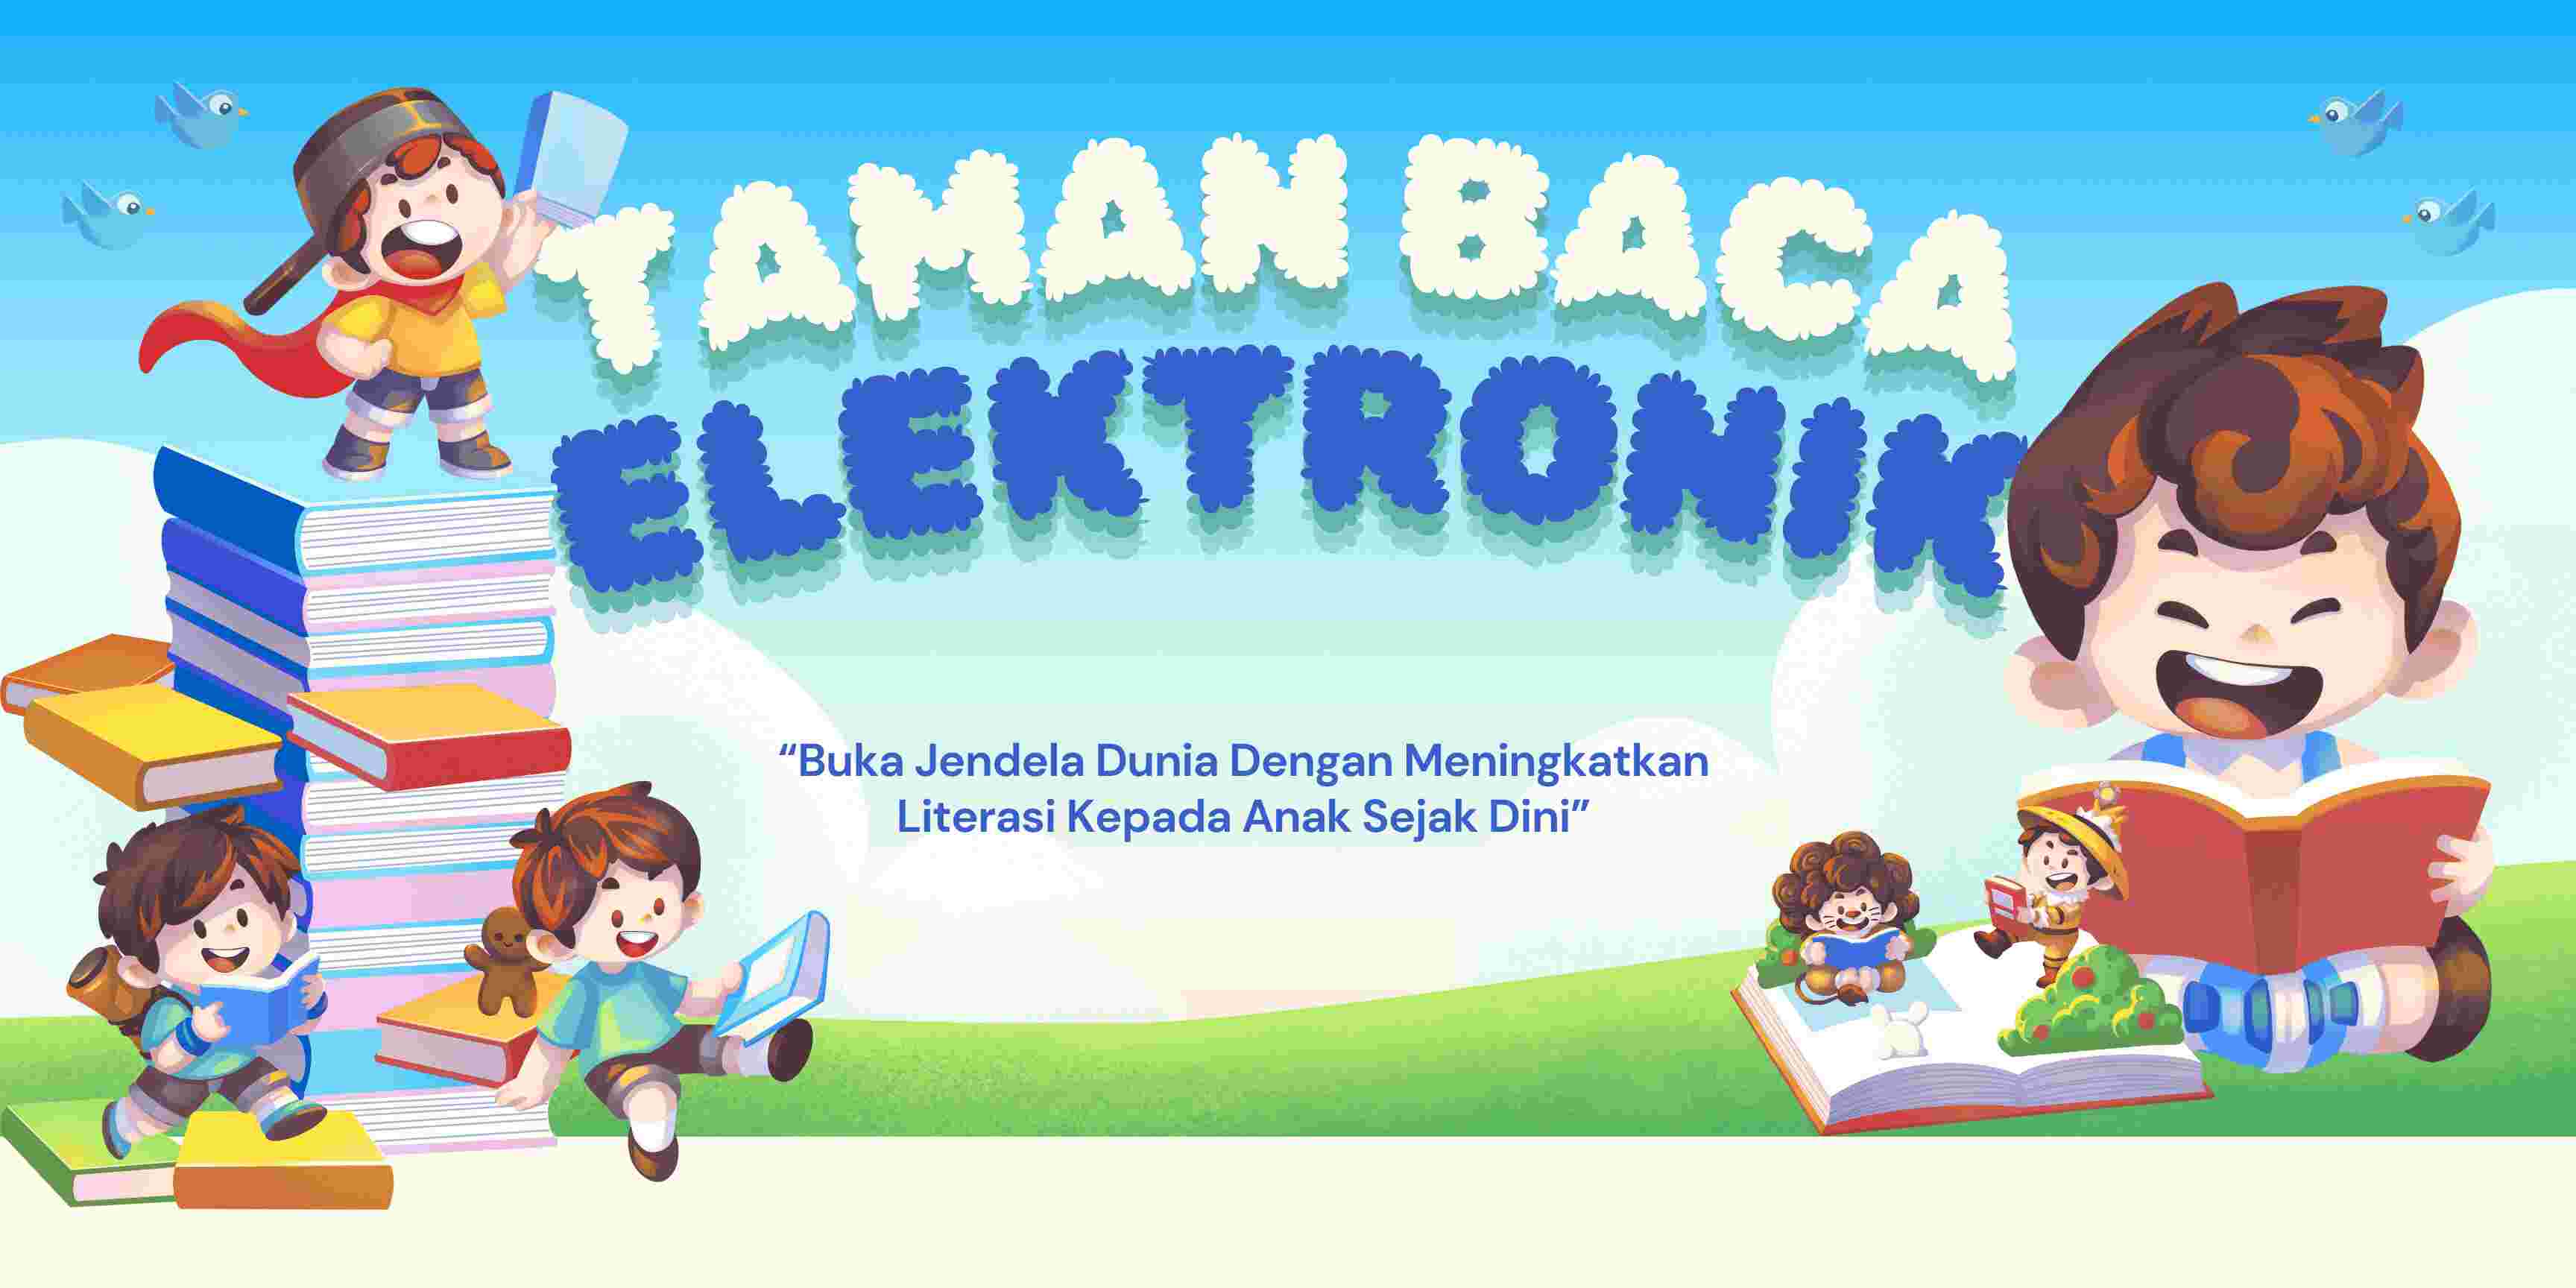 TAMAN BACA
ELEKTRONIK
“Buka Jendela Dunia Dengan Meningkatkan
Literasi Kepada Anak Sejak Dini”